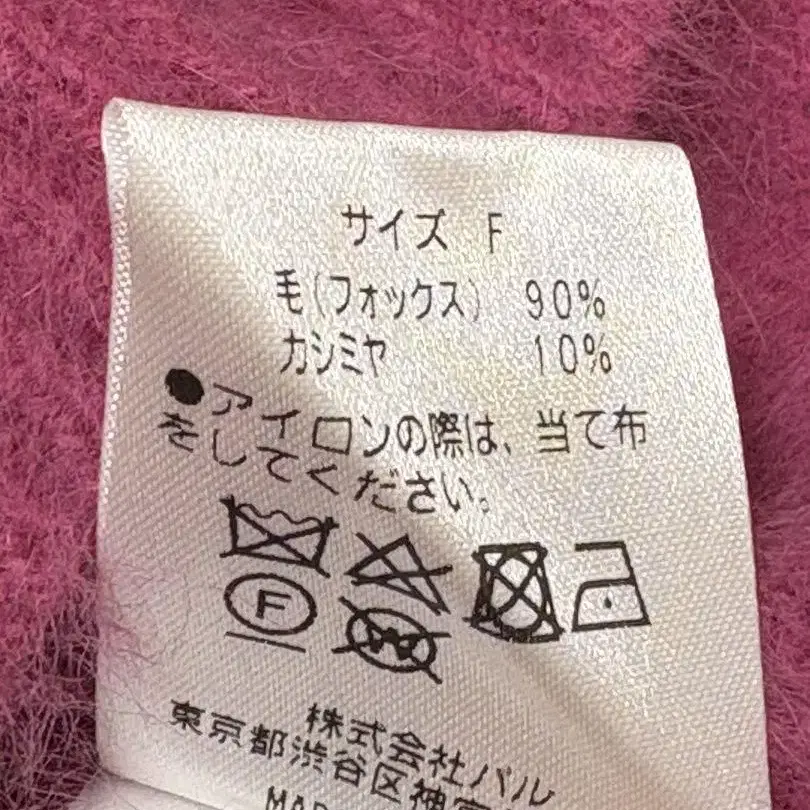 サイズ F
毛(フォックス) 90%
カシミヤ 10%
●アイロンの際は、当て布
をしてください。
F
株式会社パル
東京都渋谷区神宮